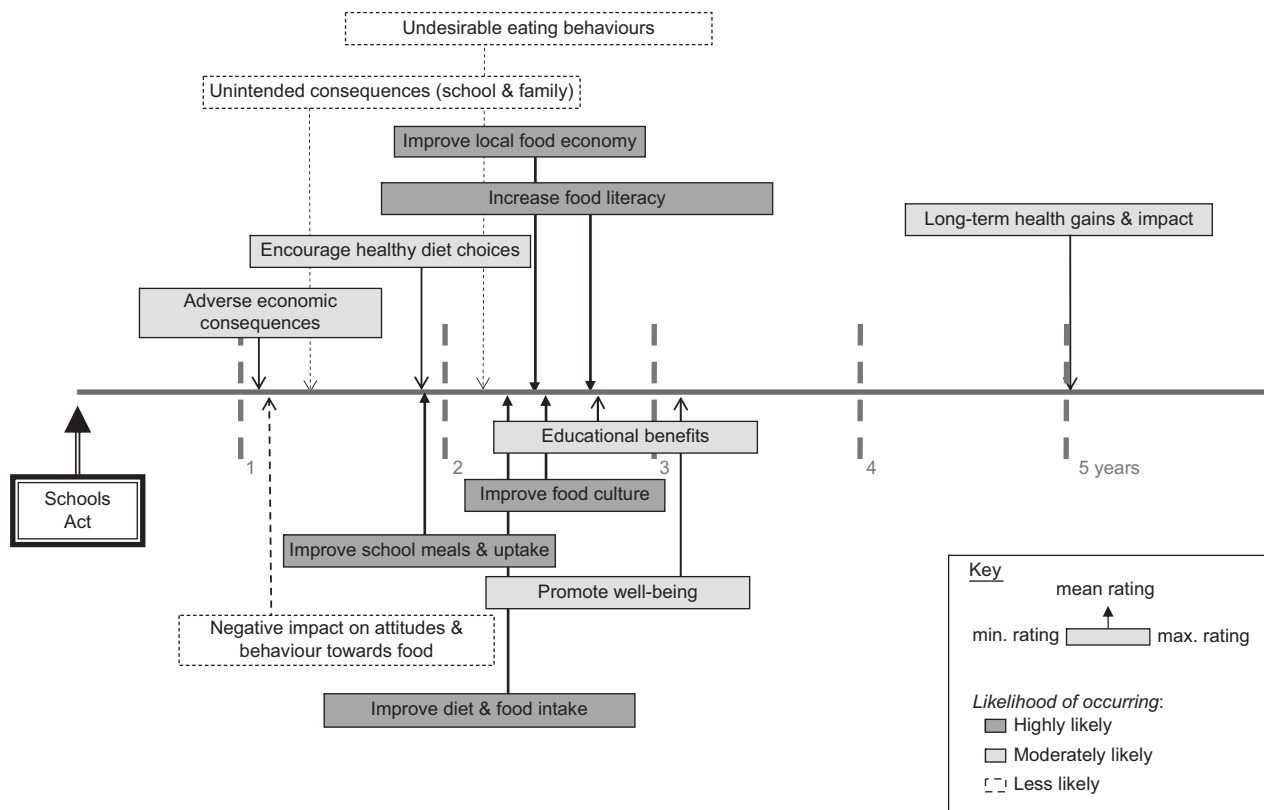 Undesirable eating behaviours
Unintended consequences (school & family)
Improve local food economy
Increase food literacy
Long-term health gains & impact
Encourage healthy diet choices
Adverse economic
consequences
1
2
3
4
5 years
Educational benefits
Schools
Act
Improve food culture
Improve school meals & uptake
Promote well-being
Negative impact on attitudes &
behaviour towards food
Improve diet & food intake
Key
mean rating
min. rating
max. rating
Likelihood of occurring:
Highly likely
Moderately likely
Less likely